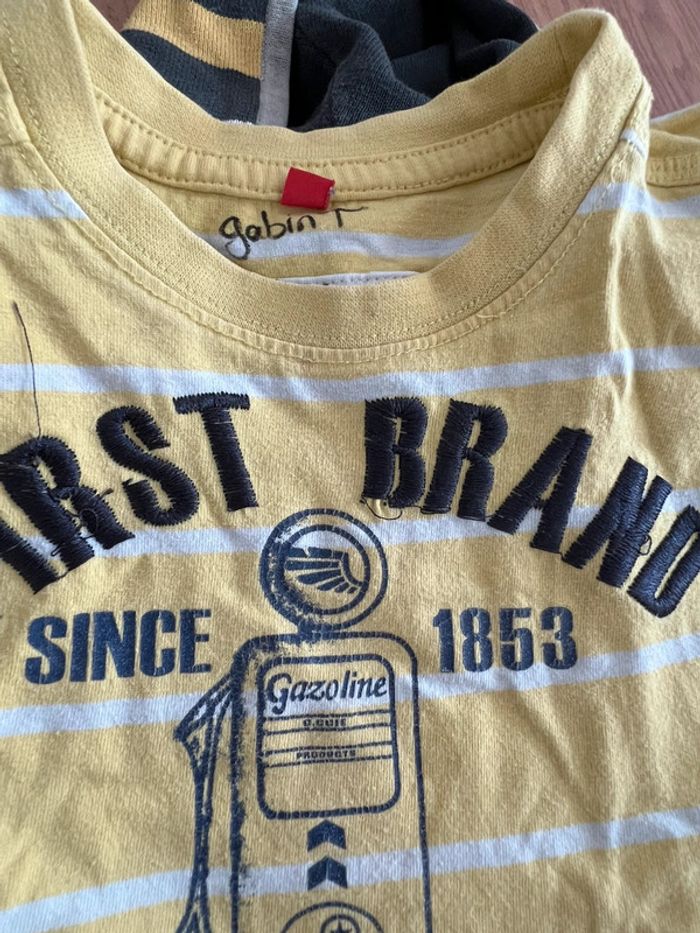 gabin T
IRST BRAND
SINCE 1853
Gazoline
PRODUCTS